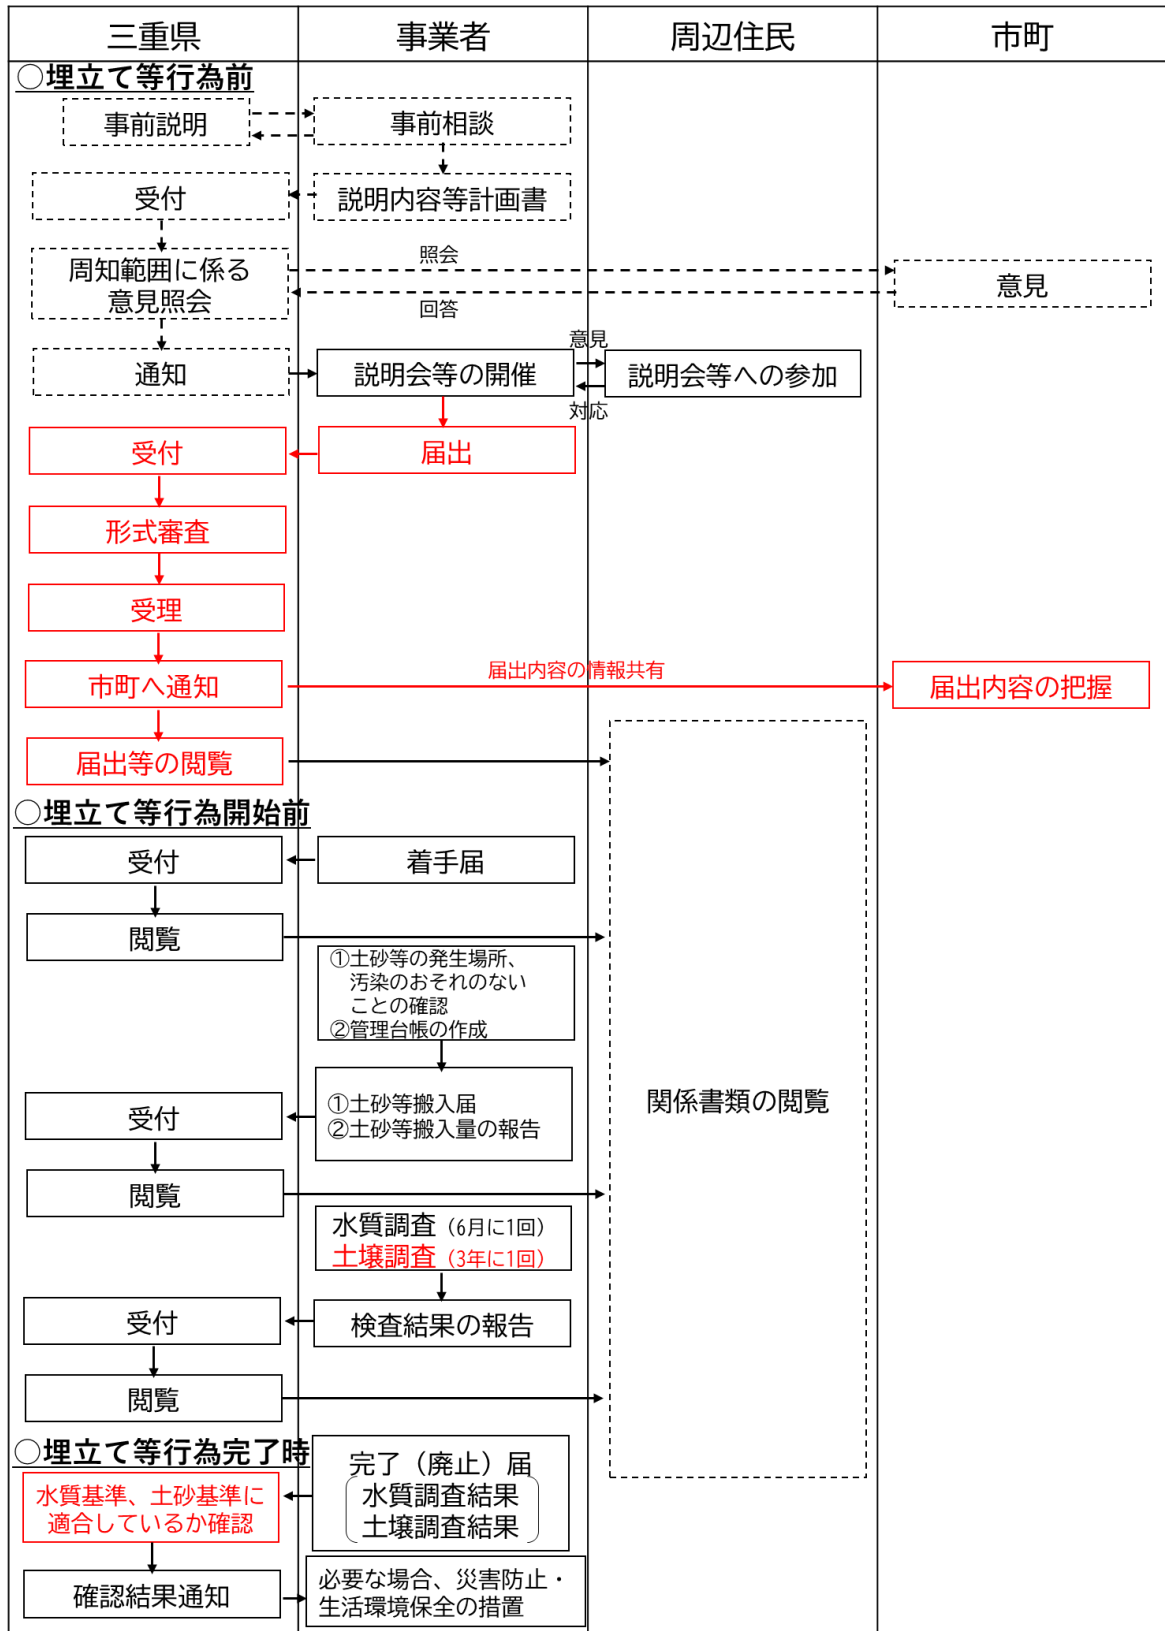 三重県
事業者
周辺住民
市町
○埋立て等行為前
事前説明
事前相談
受付
説明内容等計画書
周知範囲に係る
意見照会
照会
回答
意見
通知
説明会等の開催
意見
対応
説明会等への参加
受付
届出
形式審査
受理
市町へ通知
届出内容の情報共有
届出内容の把握
届出等の閲覧
○埋立て等行為開始前
受付
着手届
閲覧
①土砂等の発生場所、
汚染のおそれのない
ことの確認
②管理台帳の作成
関係書類の閲覧
受付
①土砂等搬入届
②土砂等搬入量の報告
閲覧
水質調査（6月に1回）
土壌調査（3年に1回）
受付
検査結果の報告
閲覧
○埋立て等行為完了時
完了（廃止）届
水質調査結果
土壌調査結果
水質基準、土砂基準に
適合しているか確認
確認結果通知
必要な場合、災害防止・
生活環境保全の措置